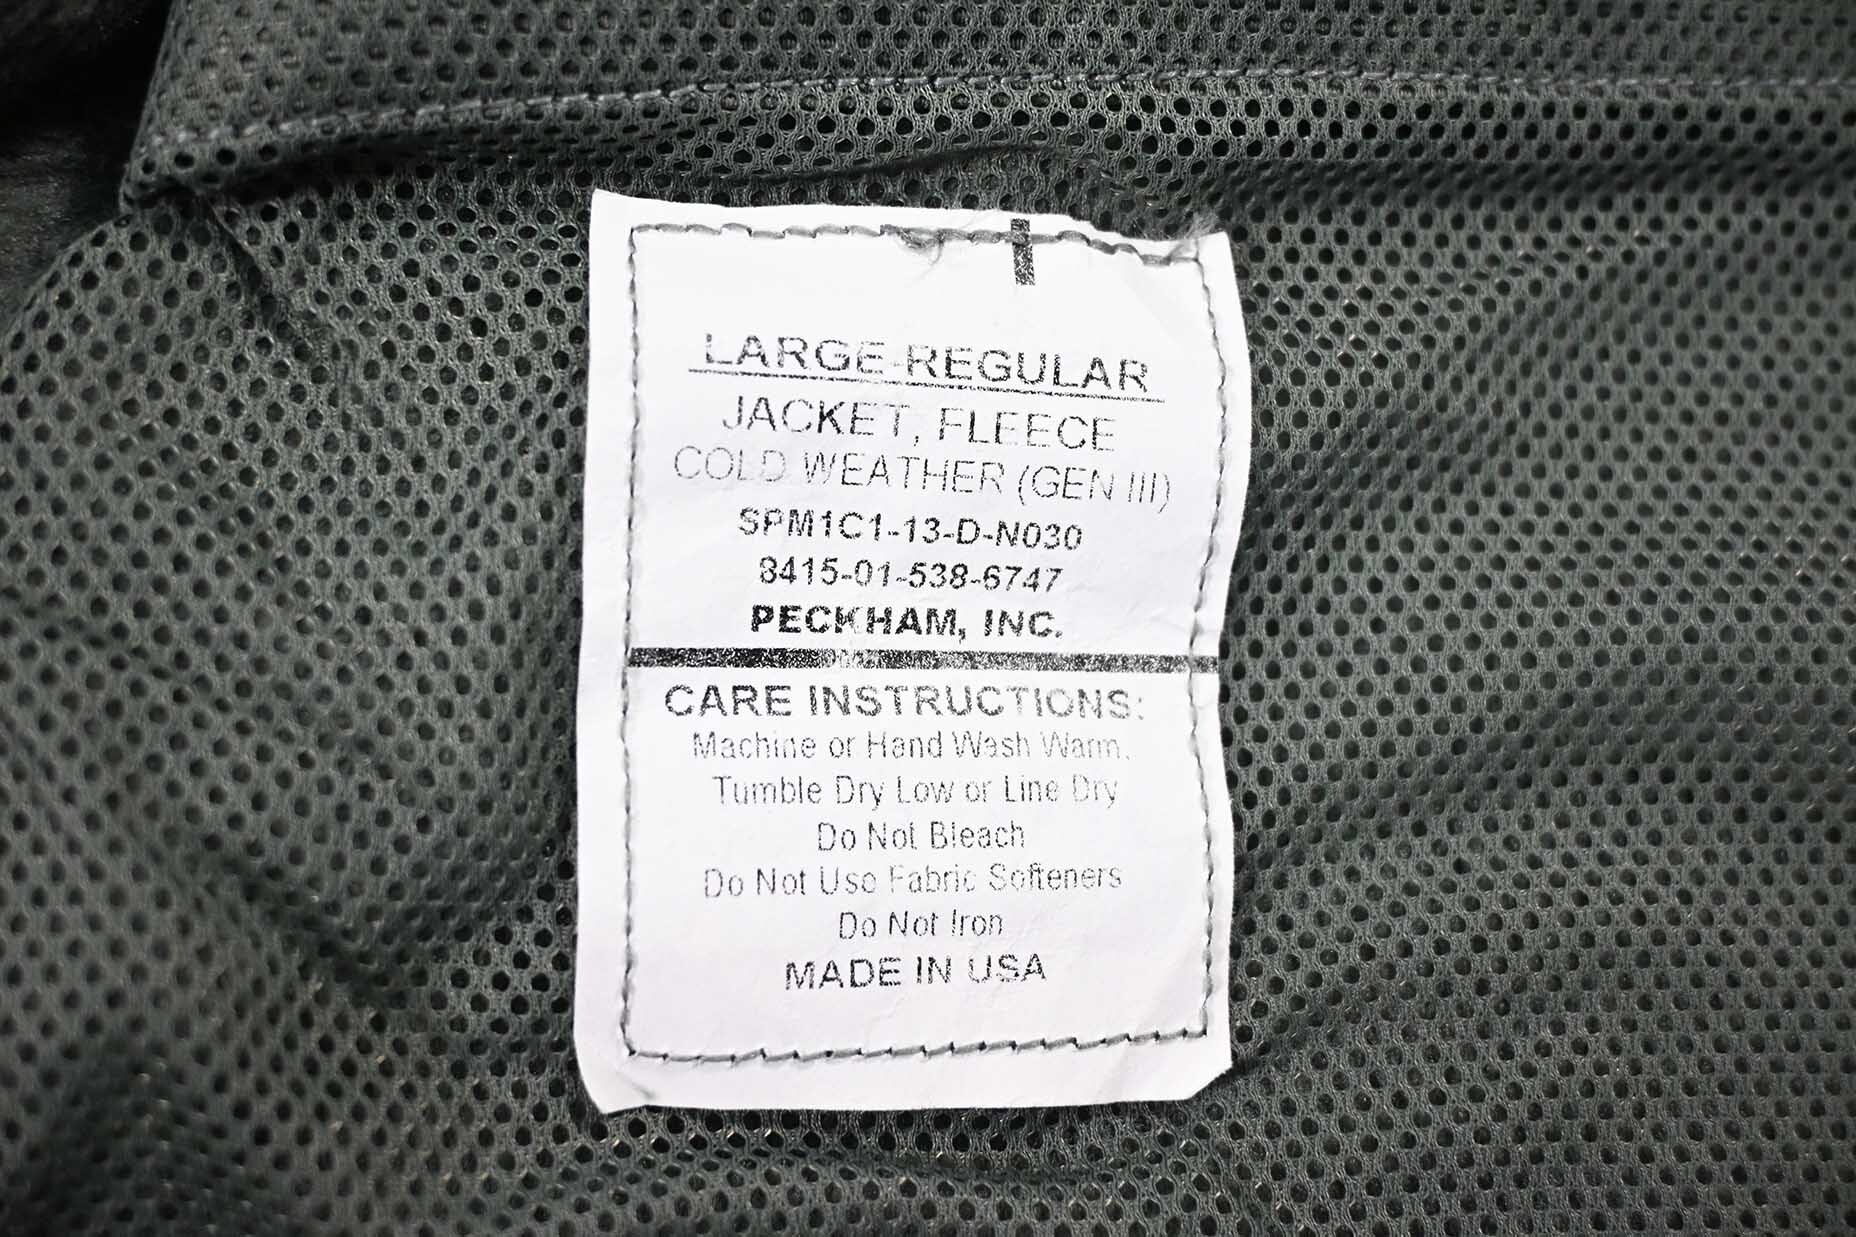 LARGE-REGULAR
JACKET, FLEECE
COLD WEATHER (GEN III)
SPM1C1-13-D-N030
8415-01-538-6747
PECKHAM, INC.
CARE INSTRUCTIONS:
Machine or Hand Wash Warm.
Tumble Dry Low or Line Dry
Do Not Bleach
Do Not Use Fabric Softeners
Do Not Iron
MADE IN USA